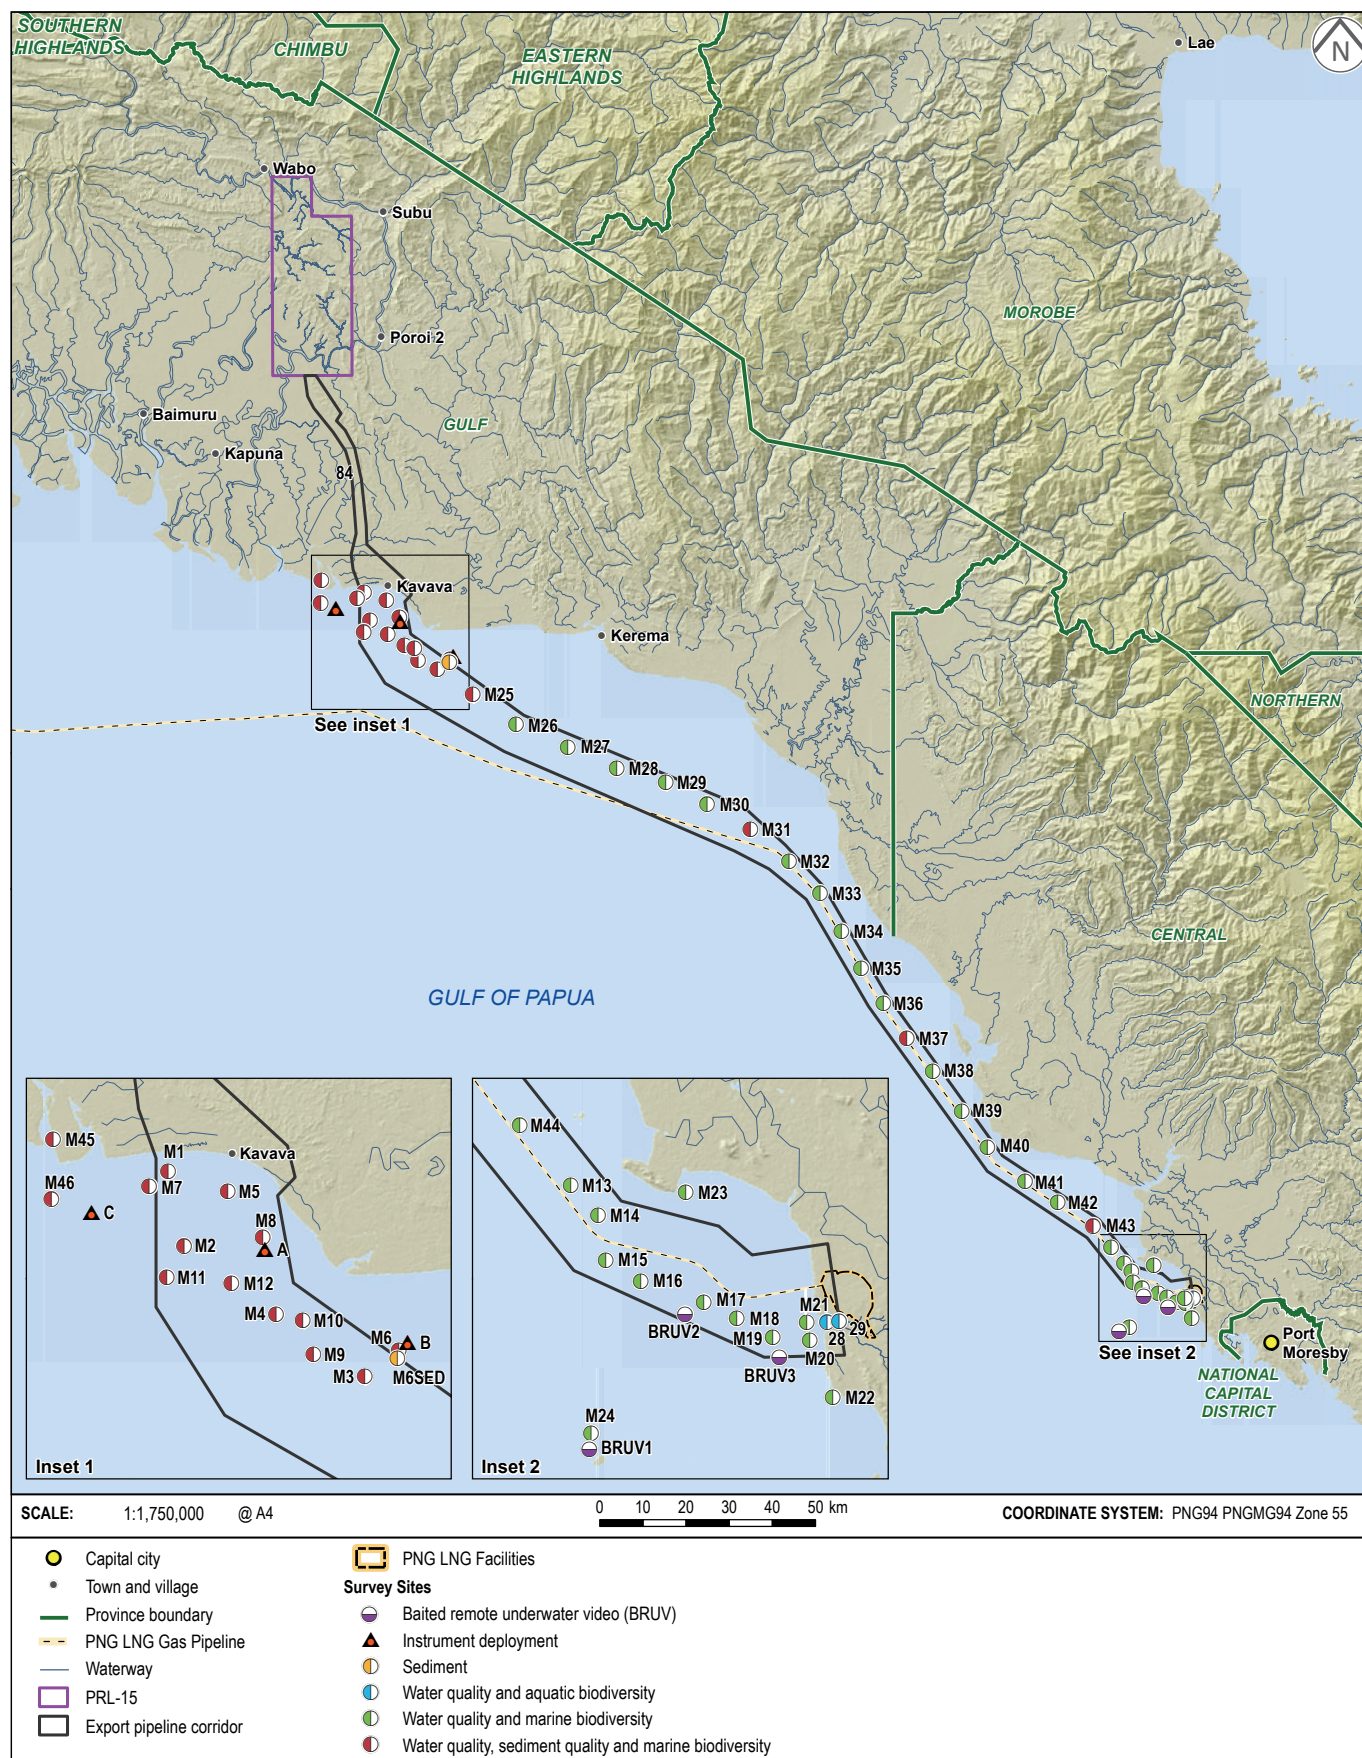 SOUTHERN
HIGHLANDS
CHIMBU
EASTERN
HIGHLANDS
Lae
N
Wabo
Subu
MOROBE
Poroi 2
Baimuru
GULF
Kapuna
84
Kavava
Kerema
M25
See inset 1
M26
NORTHERN
M27
M28
M29
M30
M31
M32
M33
M34
CENTRAL
M35
GULF OF PAPUA
M36
M37
M38
M39
M40
M41
M42
M43
See inset 2
Port
Moresby
NATIONAL
CAPITAL
DISTRICT
M45
M1
Kavava
M46
M7
M5
C
M8
M2
A
M11
M12
M4
M10
M6
B
M9
M3
M6SED
Inset 1
M44
M13
M23
M14
M15
M16
M17
M21
BRUV2
M18
29
M19
28
M20
BRUV3
M22
M24
BRUV1
Inset 2
SCALE: 1:1,750,000 @ A4
0 10 20 30 40 50 km
COORDINATE SYSTEM: PNG94 PNGMG94 Zone 55
Capital city
Town and village
Province boundary
PNG LNG Gas Pipeline
Waterway
PRL-15
Export pipeline corridor
PNG LNG Facilities
Survey Sites
Baited remote underwater video (BRUV)
Instrument deployment
Sediment
Water quality and aquatic biodiversity
Water quality and marine biodiversity
Water quality, sediment quality and marine biodiversity